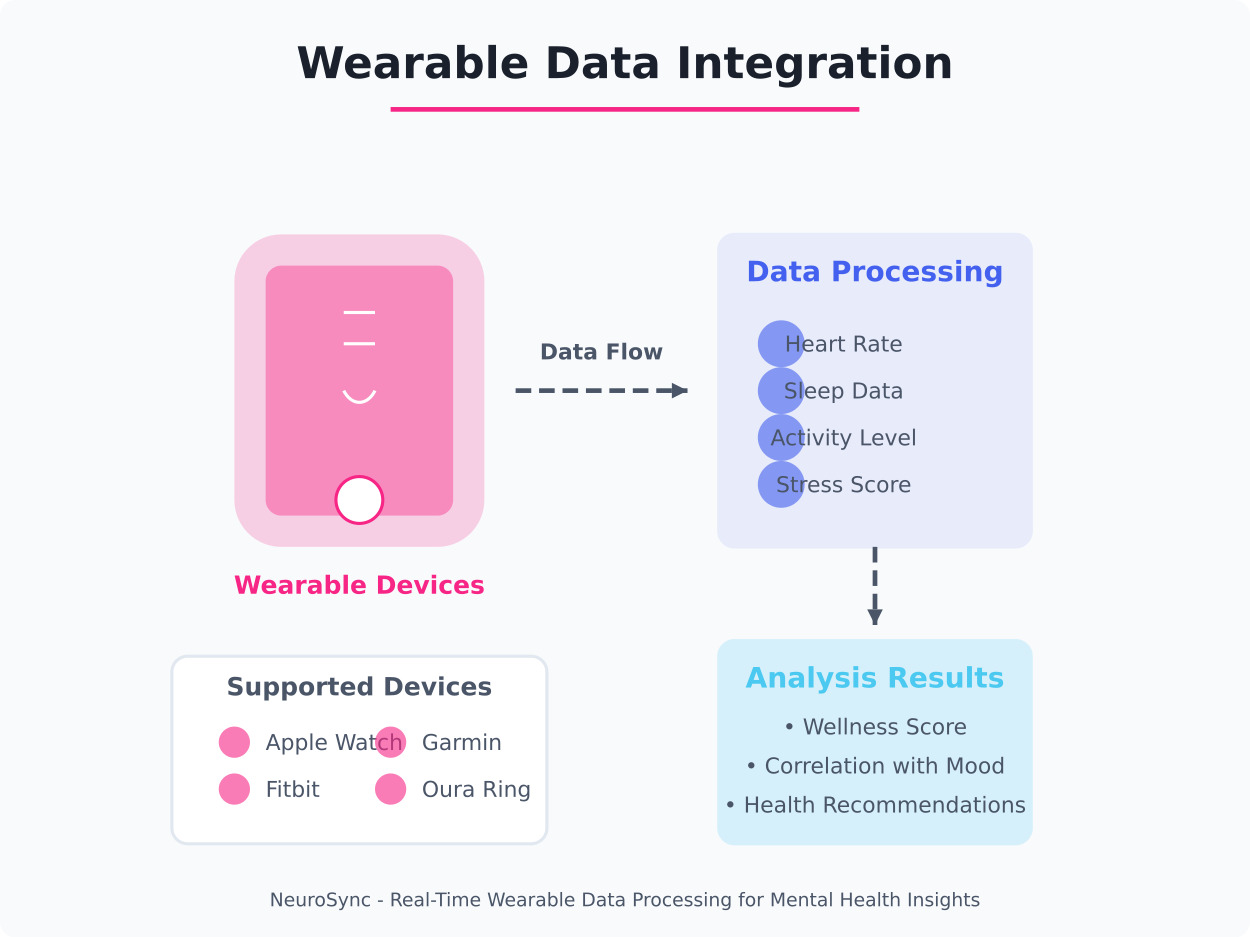 Wearable Data Integration
Data Flow
Wearable Devices
Data Processing
Heart Rate
Sleep Data
Activity Level
Stress Score
Supported Devices
Apple Watch
Garmin
Fitbit
Oura Ring
Analysis Results
• Wellness Score
• Correlation with Mood
• Health Recommendations
NeuroSync - Real-Time Wearable Data Processing for Mental Health Insights